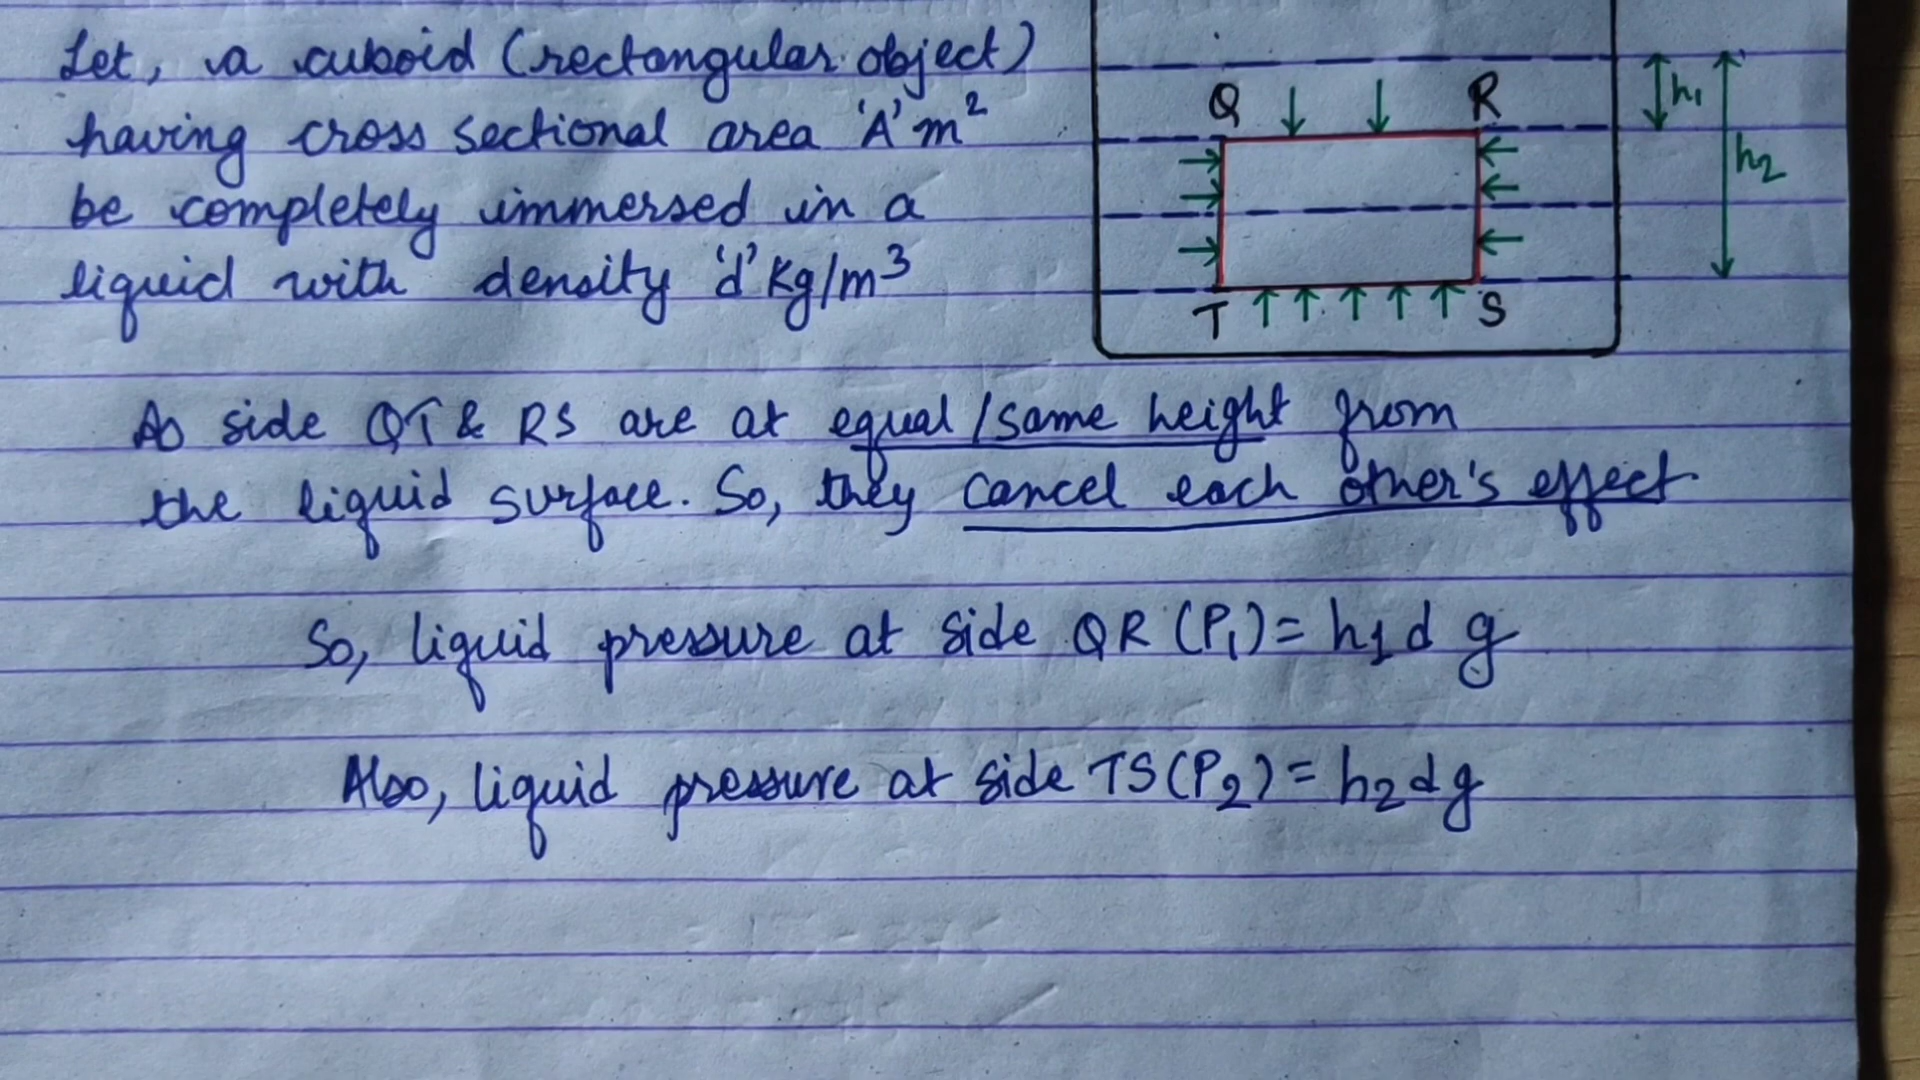 Let, a cuboid (rectangular object)
having cross sectional area 'A' m²
be completely immersed in a
liquid with density 'd' Kg/m³
Q R
h₁
h₂
T S
As side QT & RS are at equal/same height from
the liquid surface. So, they cancel each other's effect
So, liquid pressure at side QR (P₁) = h₁ d g
Also, liquid pressure at side TS (P₂) = h₂ d g